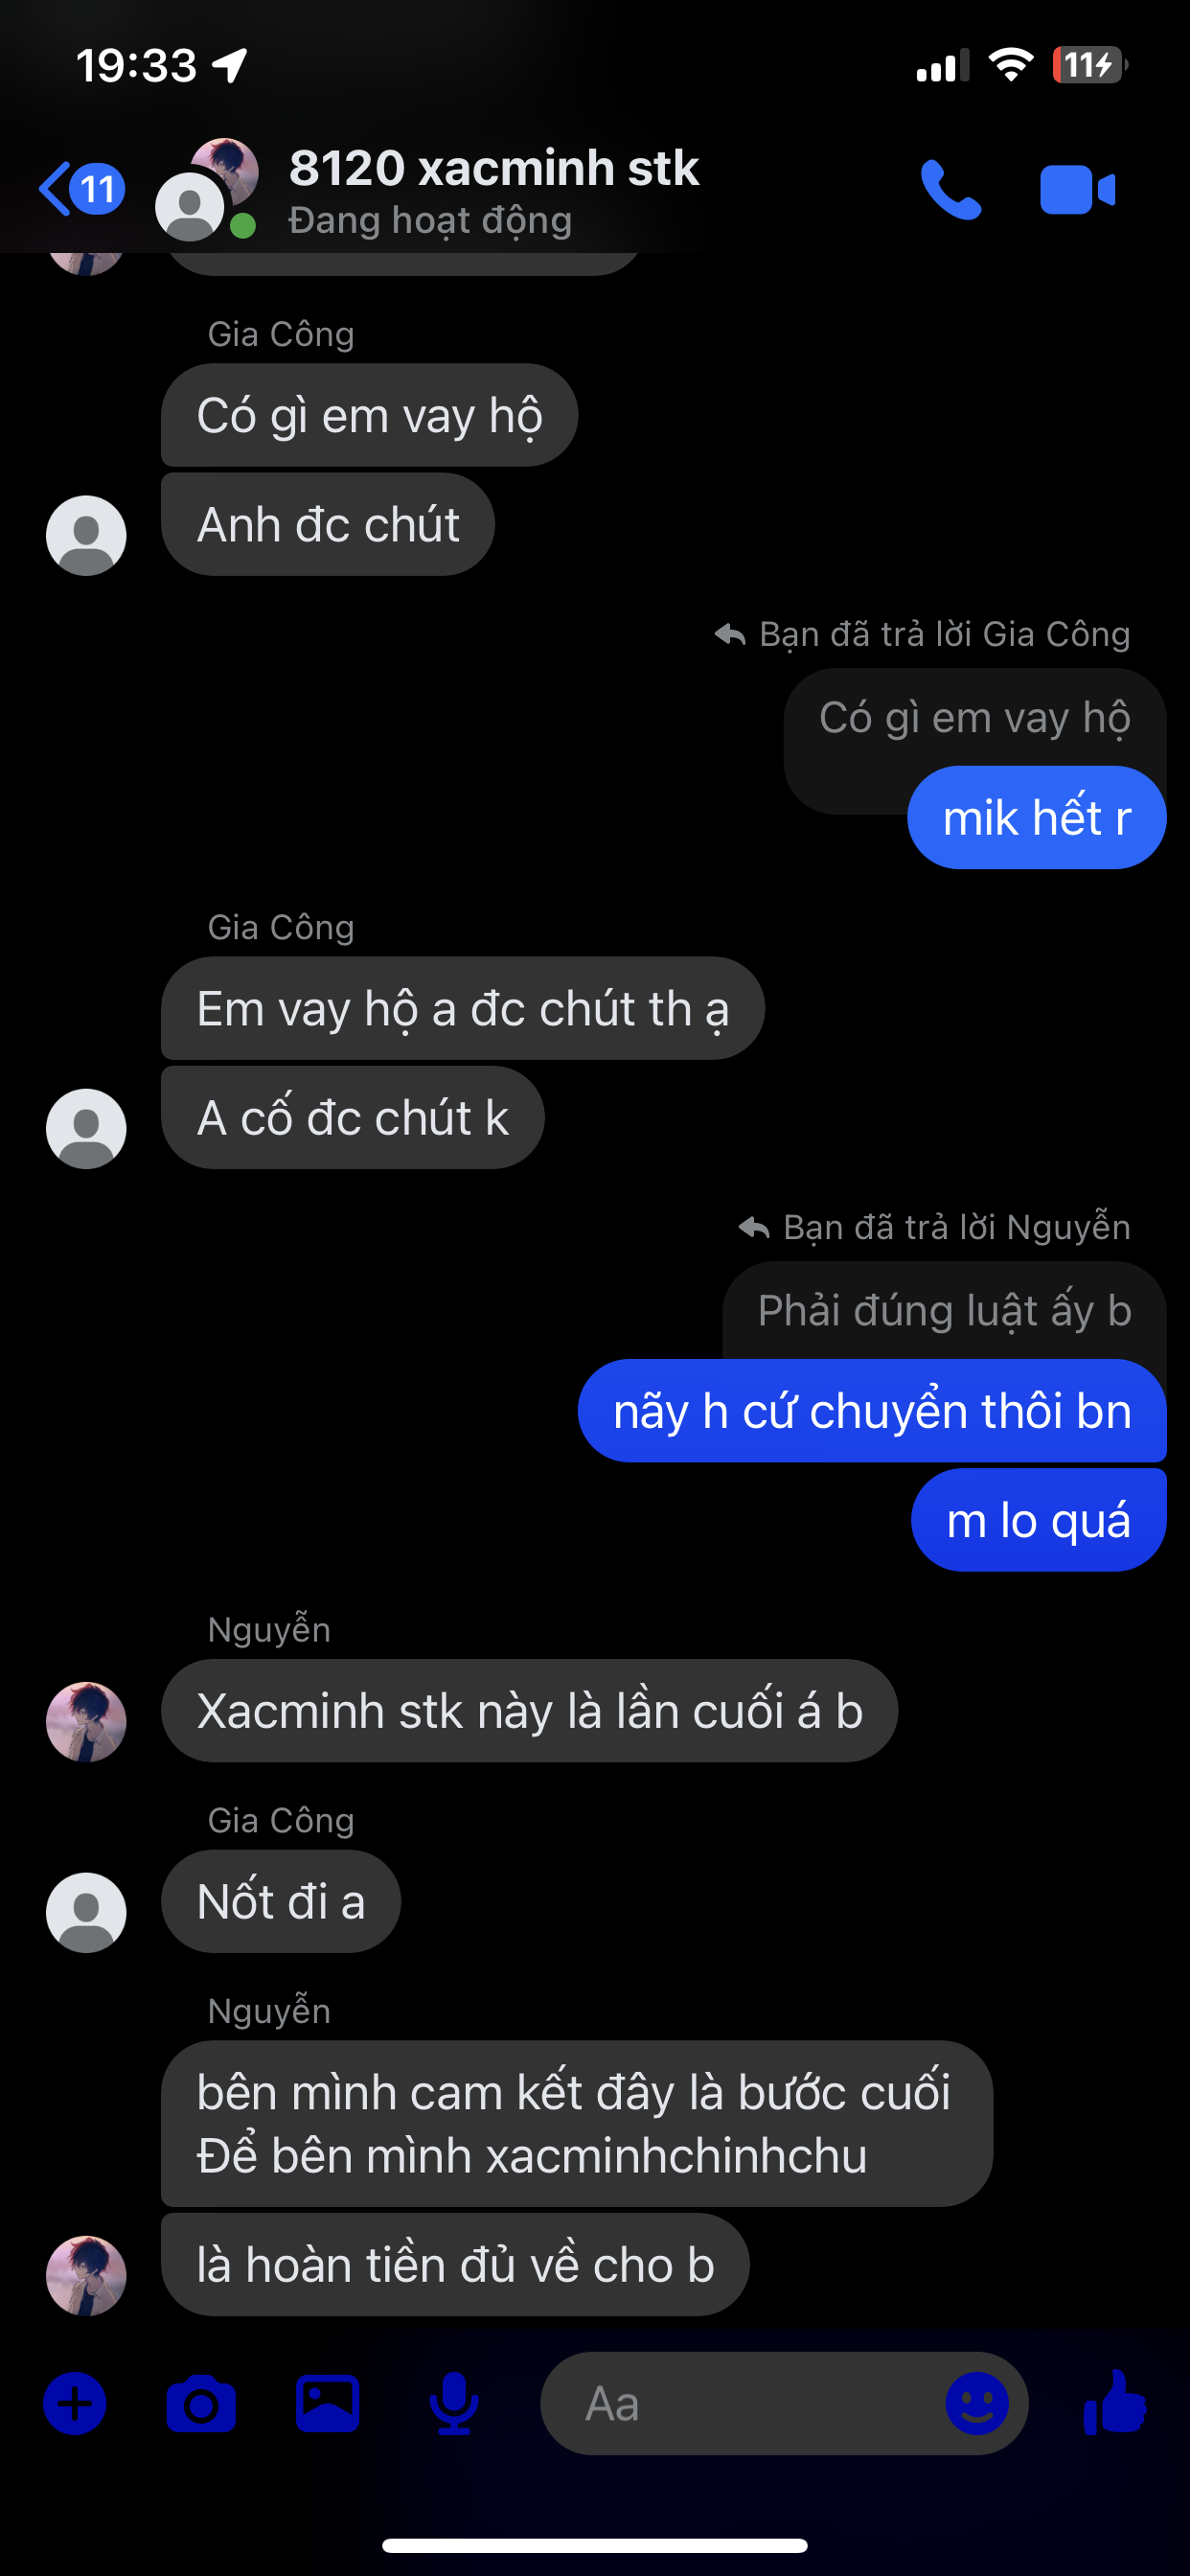 19:33
11
11
8120 xacminh stk
Đang hoạt động
Gia Công
Có gì em vay hộ
Anh đc chút
Bạn đã trả lời Gia Công
Có gì em vay hộ
mik hết r
Gia Công
Em vay hộ a đc chút th ạ
A cố đc chút k
Bạn đã trả lời Nguyễn
Phải đúng luật ấy b
nãy h cứ chuyển thôi bn
m lo quá
Nguyễn
Xacminh stk này là lần cuối á b
Gia Công
Nốt đi a
Nguyễn
bên mình cam kết đây là bước cuối
Để bên mình xacminhchinhchu
là hoàn tiền đủ về cho b
Aa